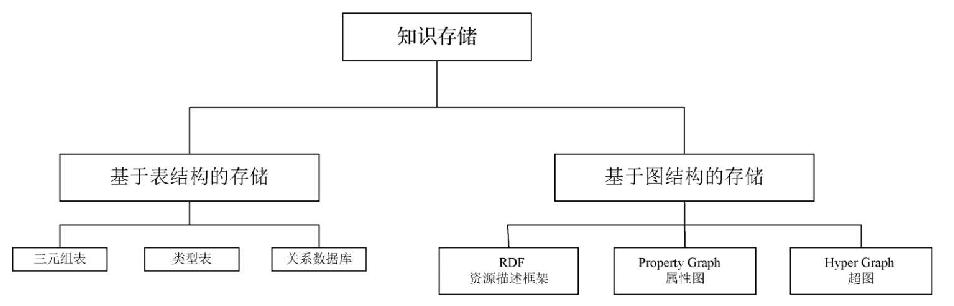 知识存储
基于表结构的存储
基于图结构的存储
三元组表
类型表
关系数据库
RDF
资源描述框架
Property Graph
属性图
Hyper Graph
超图